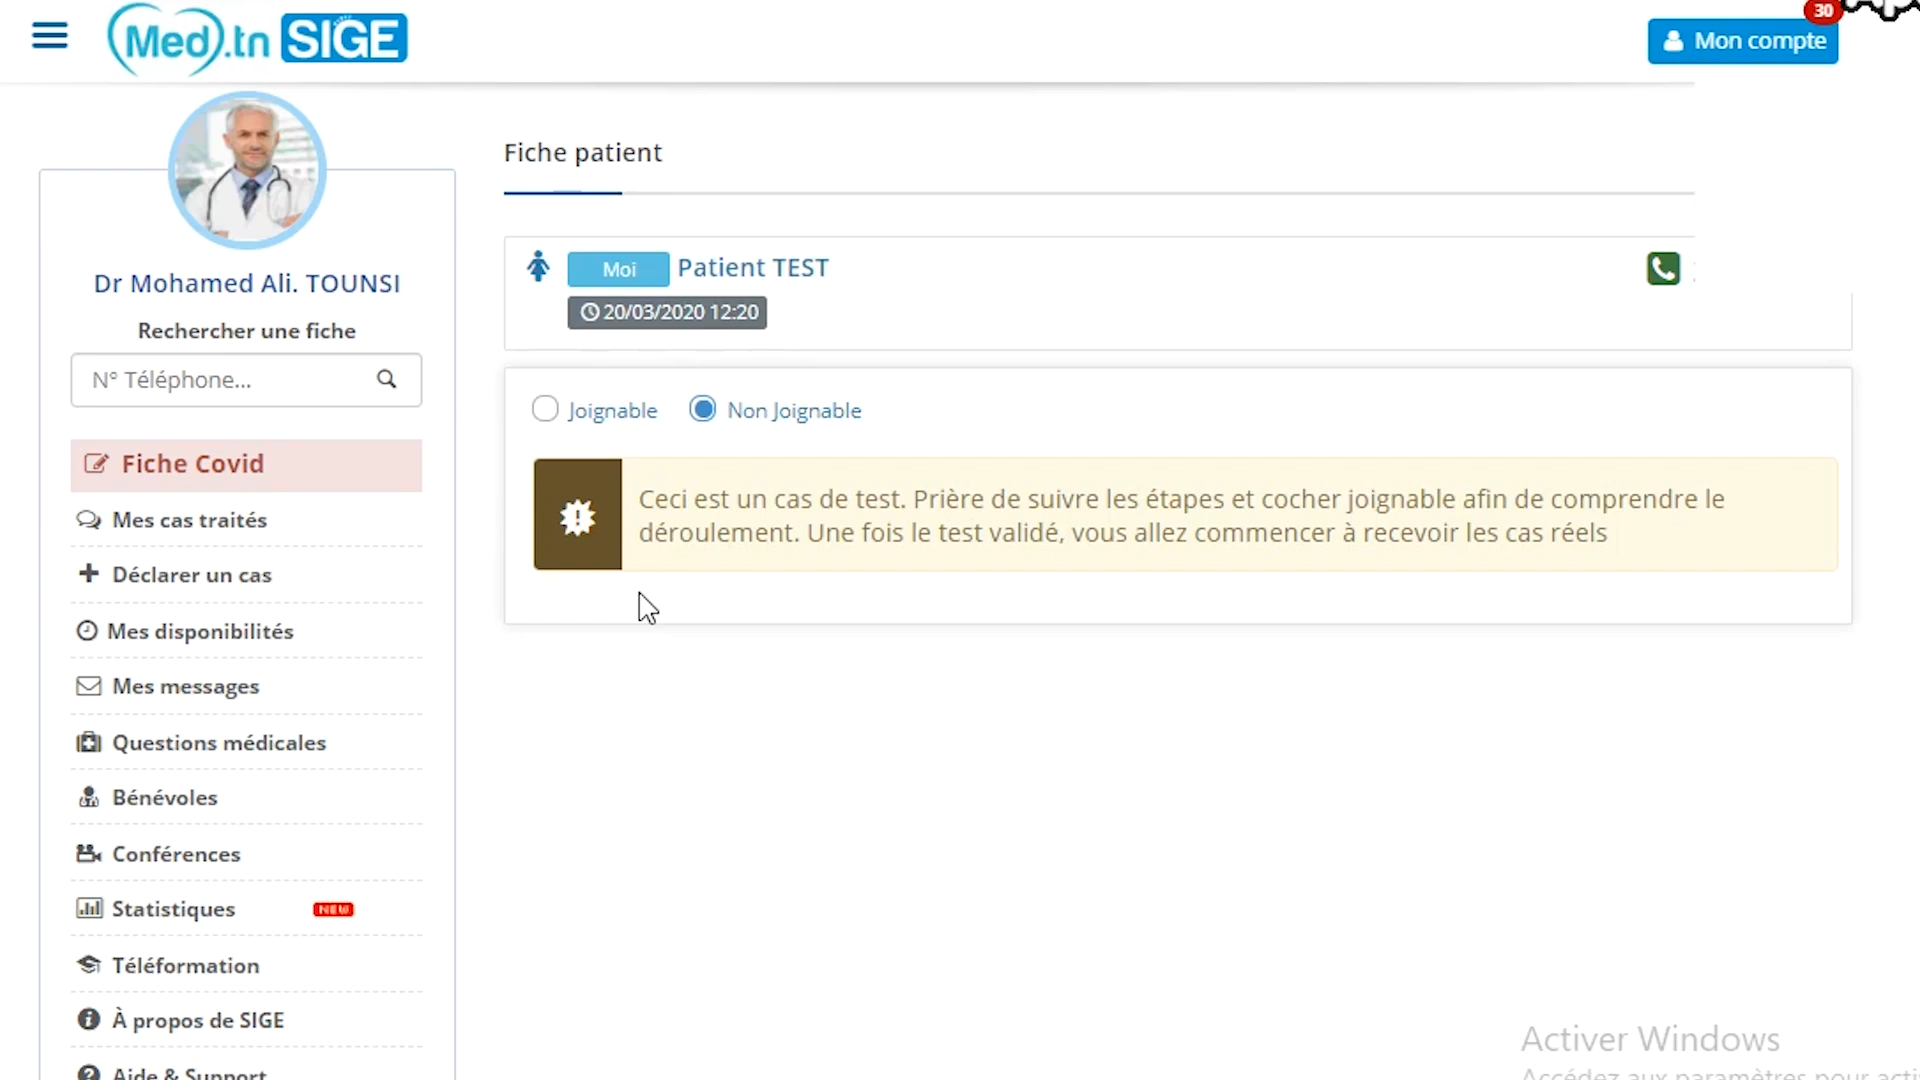 Med.tn SIGE
30
Mon compte
Dr Mohamed Ali. TOUNSI
Rechercher une fiche
N° Téléphone...
Fiche Covid
Mes cas traités
Déclarer un cas
Mes disponibilités
Mes messages
Questions médicales
Bénévoles
Conférences
Statistiques NEW
Téléformation
À propos de SIGE
Aide & Support
Fiche patient
Moi Patient TEST
20/03/2020 12:20
Joignable Non Joignable
Ceci est un cas de test. Prière de suivre les étapes et cocher joignable afin de comprendre le
déroulement. Une fois le test validé, vous allez commencer à recevoir les cas réels
Activer Windows
Accédez aux paramètres pour